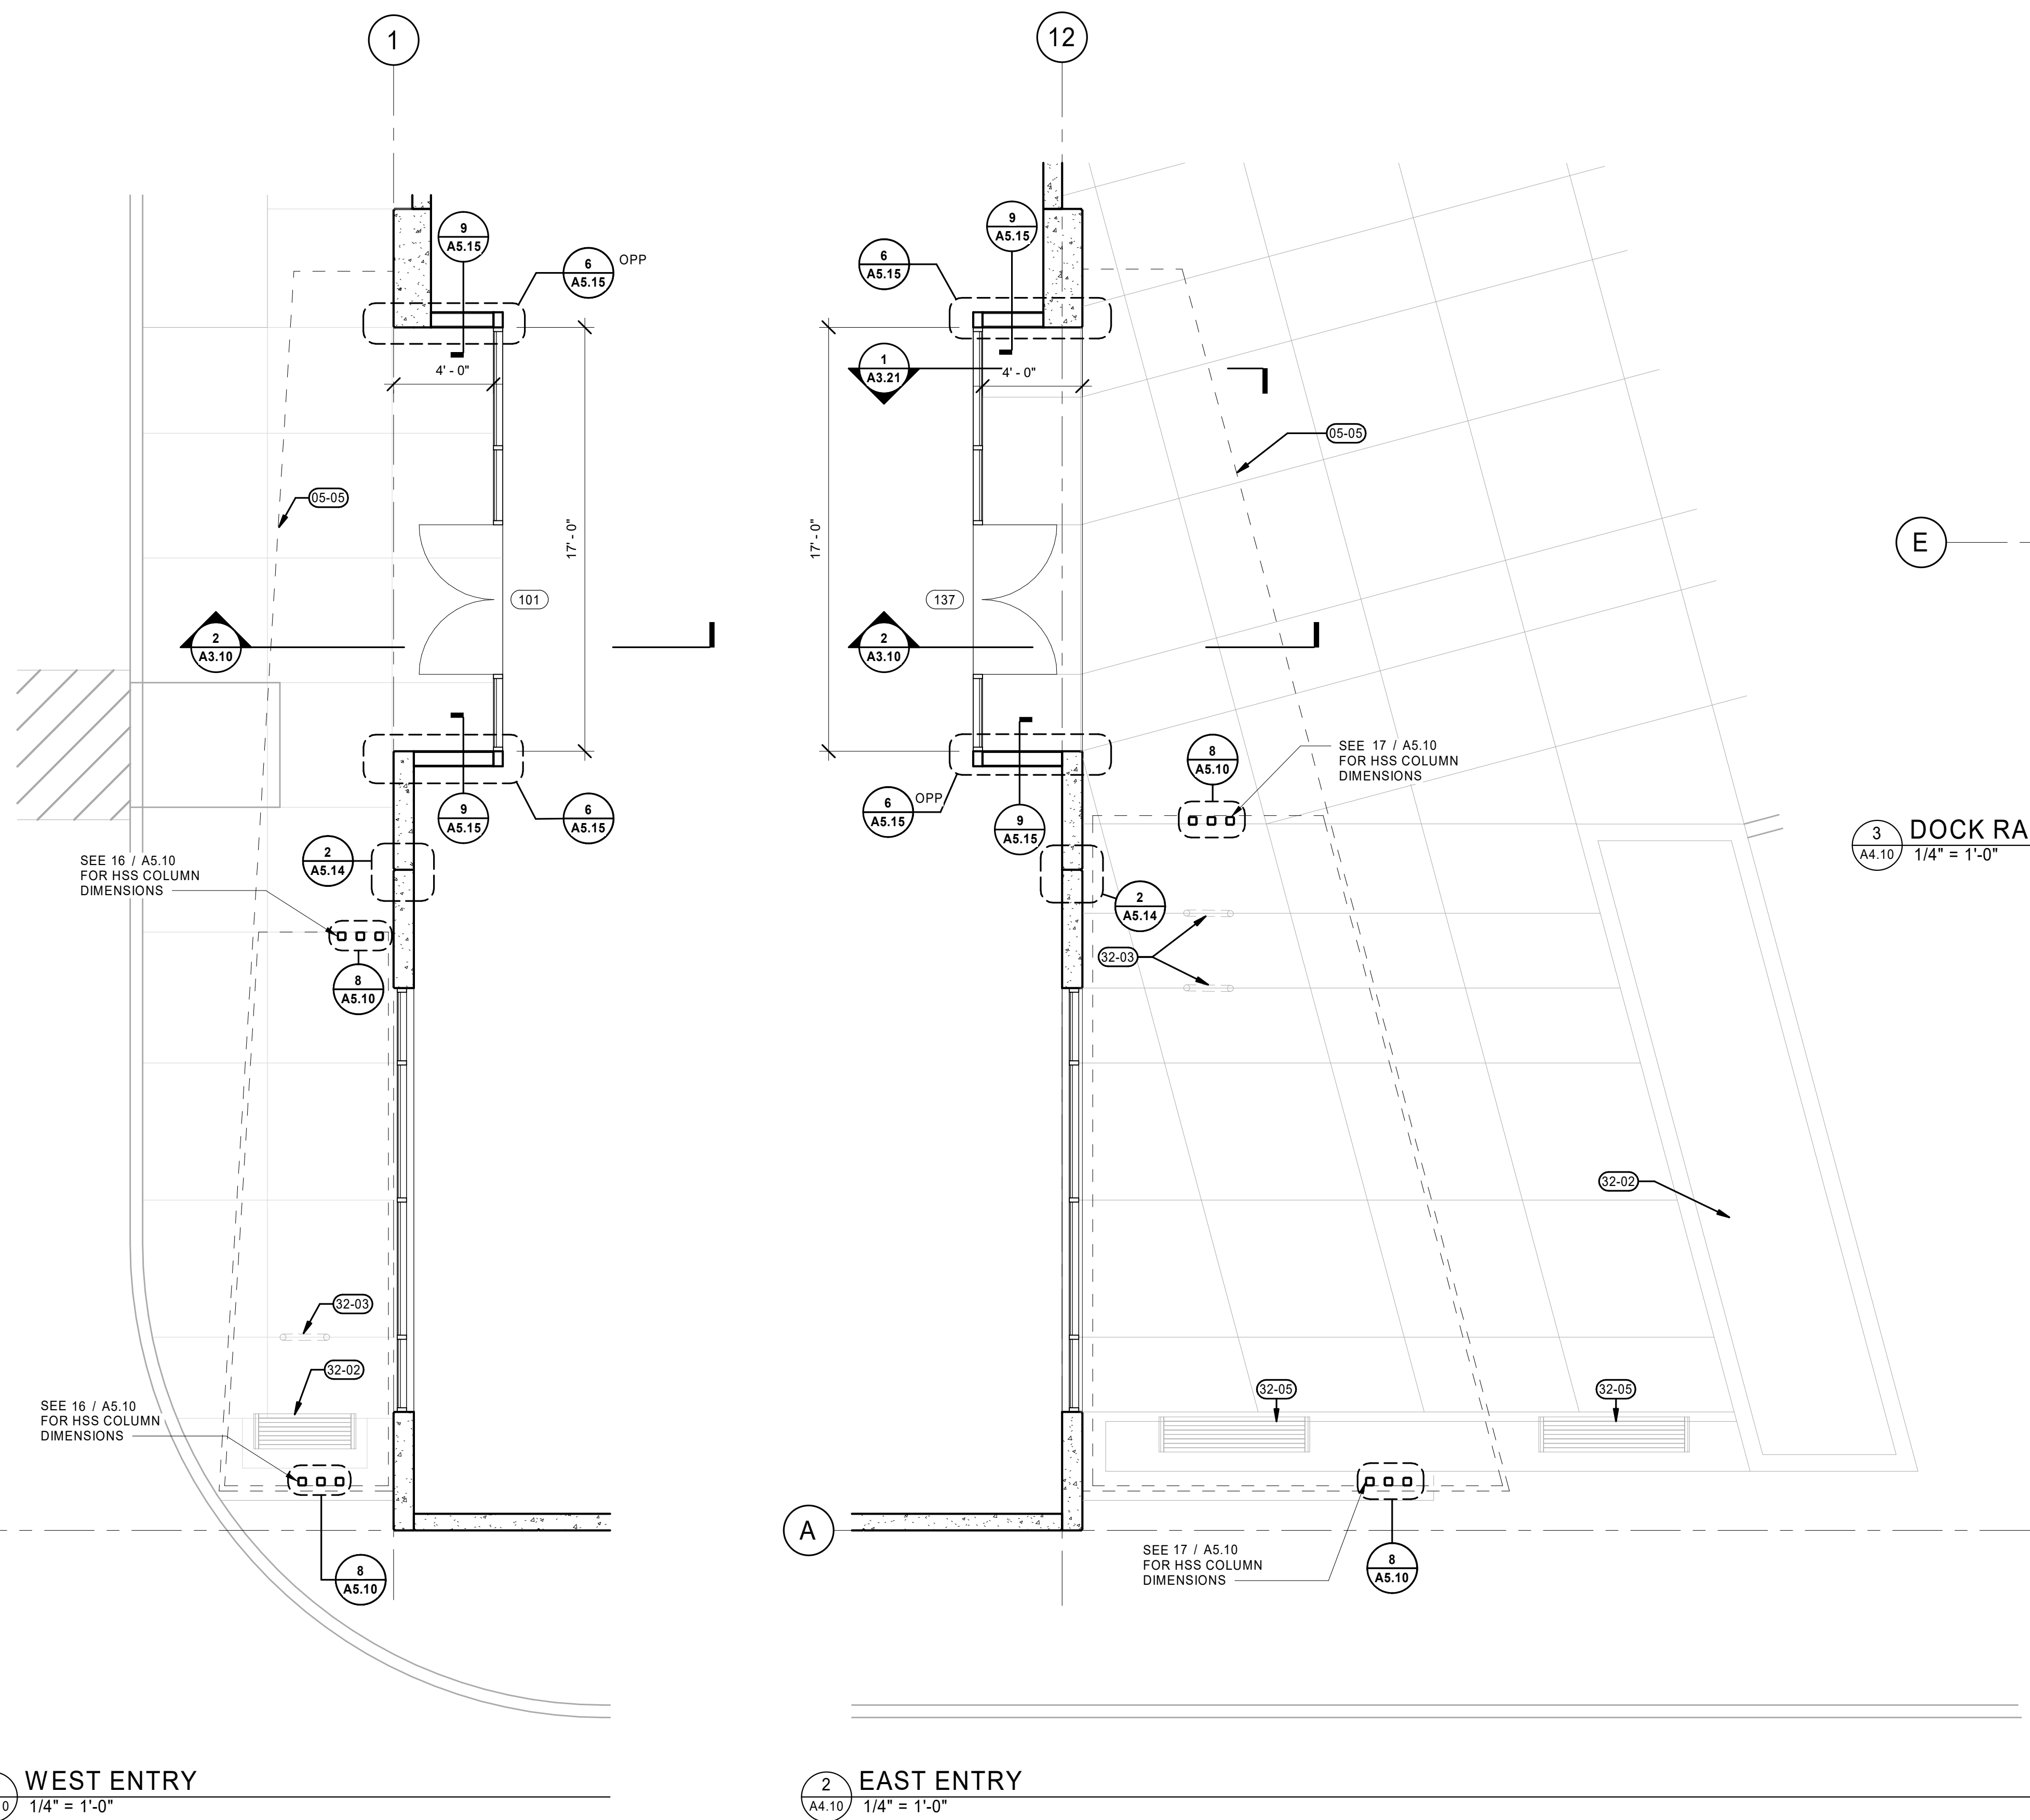 1
12
9
A5.15
6
A5.15
OPP
9
A5.15
6
A5.15
4' - 0"
1
A3.21
4' - 0"
05-05
05-05
17' - 0"
17' - 0"
E
101
137
2
A3.10
2
A3.10
SEE 17 / A5.10
FOR HSS COLUMN
DIMENSIONS
8
A5.10
9
A5.15
6
A5.15
6
A5.15
OPP
9
A5.15
3
A4.10
DOCK RA
1/4" = 1'-0"
2
A5.14
SEE 16 / A5.10
FOR HSS COLUMN
DIMENSIONS
2
A5.14
32-03
8
A5.10
32-02
32-03
32-02
32-05
32-05
SEE 16 / A5.10
FOR HSS COLUMN
DIMENSIONS
A
SEE 17 / A5.10
FOR HSS COLUMN
DIMENSIONS
8
A5.10
8
A5.10
0
WEST ENTRY
1/4" = 1'-0"
2
A4.10
EAST ENTRY
1/4" = 1'-0"